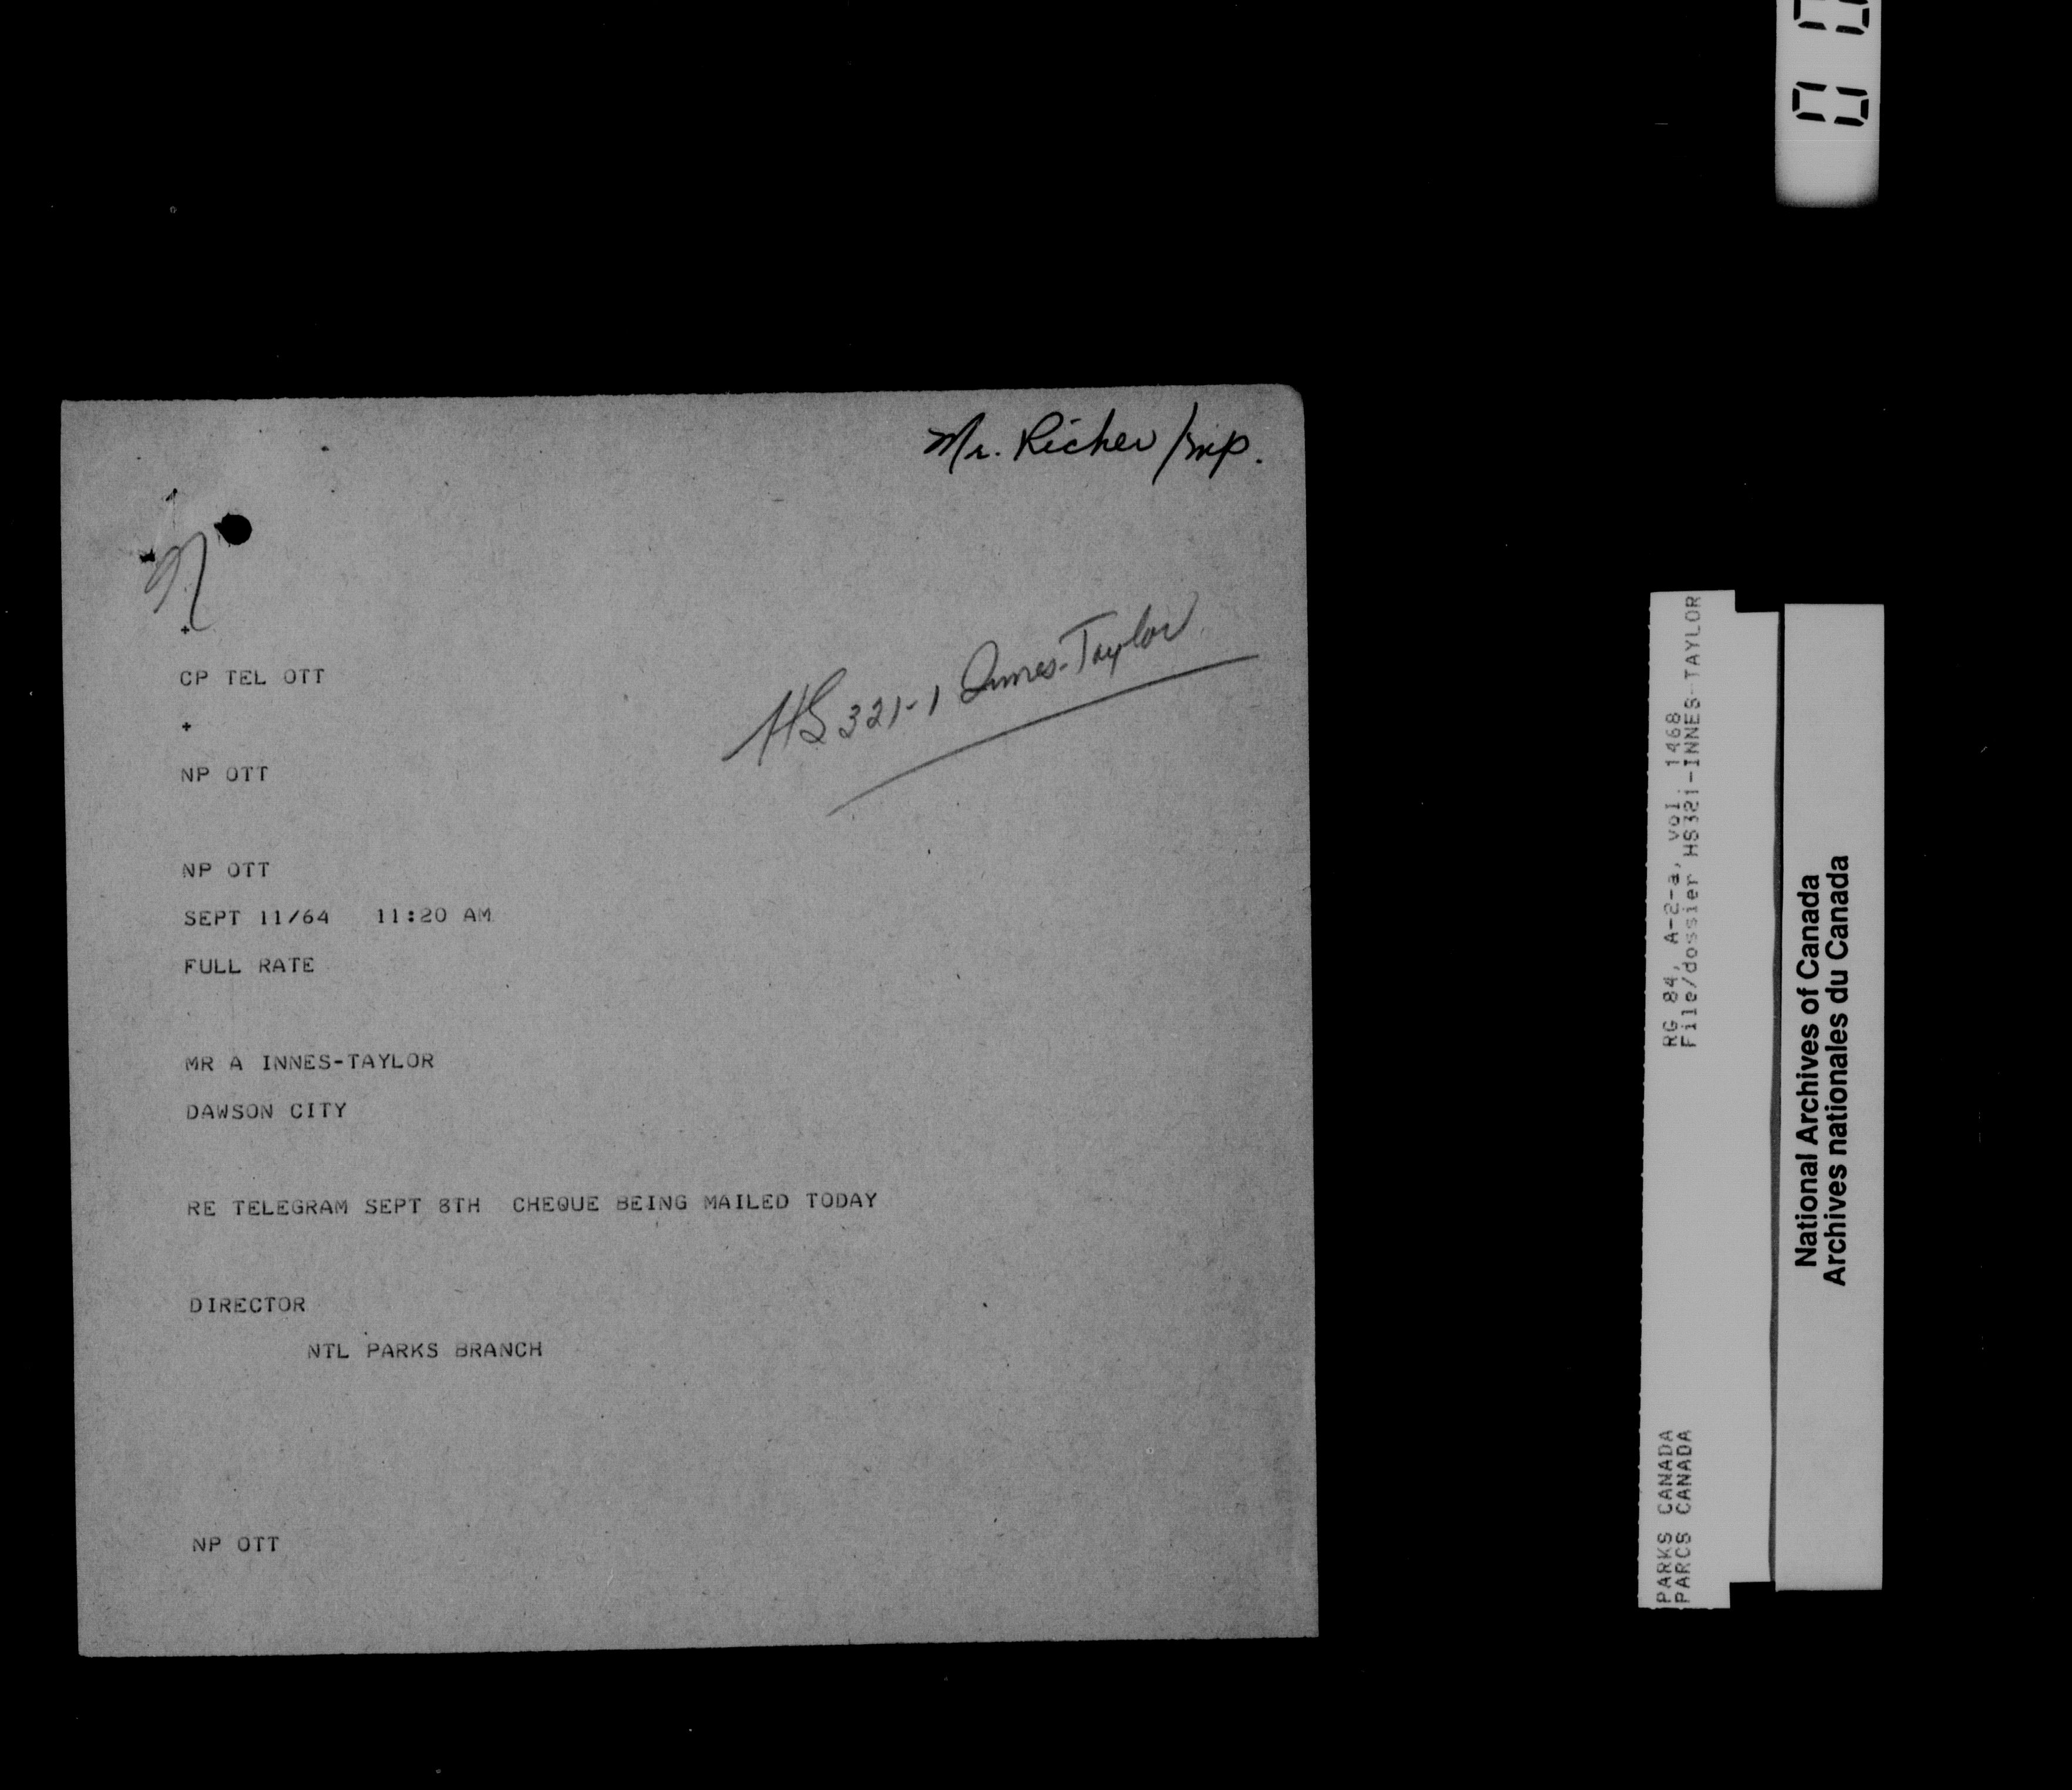 Mr. Richer/mp.
+
CP TEL OTT
HS 321-1 Innes-Taylor
+
NP OTT
NP OTT
SEPT 11/64 11:20 AM
FULL RATE
MR A INNES-TAYLOR
DAWSON CITY
RE TELEGRAM SEPT 8TH CHEQUE BEING MAILED TODAY
DIRECTOR
NTL PARKS BRANCH
NP OTT
RG 84, A-2-a, vol. 1468
File/dossier HS321-INNES-TAYLOR
PARKS CANADA
PARCS CANADA
National Archives of Canada
Archives nationales du Canada